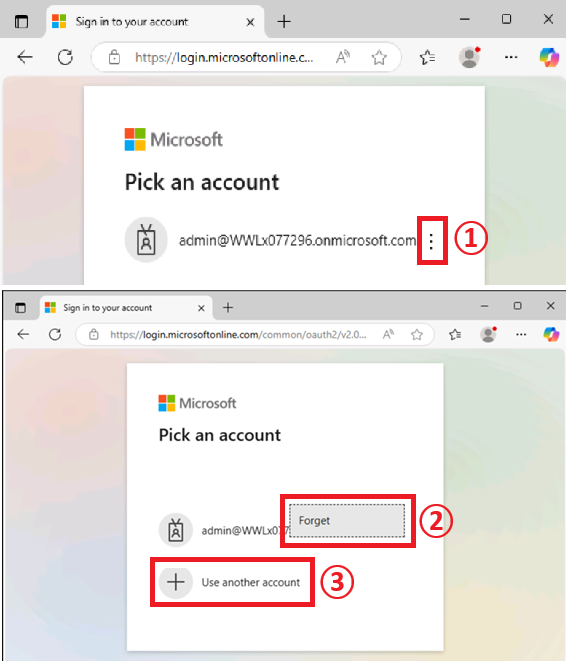 Sign in to your account
https://login.microsoftonline.c...
Microsoft
Pick an account
admin@WWLx077296.onmicrosoft.com
①
Sign in to your account
https://login.microsoftonline.com/common/oauth2/v2.0...
Microsoft
Pick an account
Forget
②
admin@WWLx077
Use another account
③